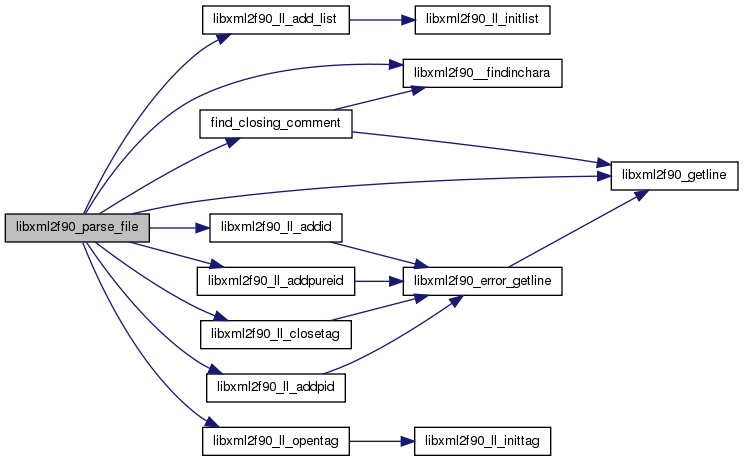 libxml2f90_ll_add_list
libxml2f90_ll_initlist
libxml2f90__findinchara
find_closing_comment
libxml2f90_getline
libxml2f90_parse_file
libxml2f90_ll_addid
libxml2f90_ll_addpureid
libxml2f90_error_getline
libxml2f90_ll_closetag
libxml2f90_ll_addpid
libxml2f90_ll_opentag
libxml2f90_ll_inittag